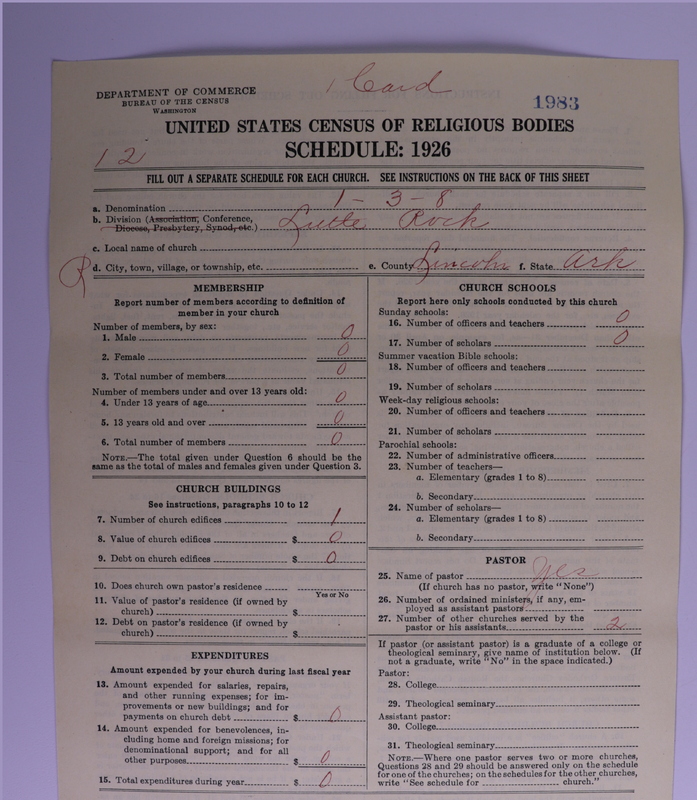 1 Card
DEPARTMENT OF COMMERCE
BUREAU OF THE CENSUS
WASHINGTON
1983
UNITED STATES CENSUS OF RELIGIOUS BODIES
12
SCHEDULE: 1926
FILL OUT A SEPARATE SCHEDULE FOR EACH CHURCH. SEE INSTRUCTIONS ON THE BACK OF THIS SHEET
a. Denomination 1 - 3 - 8
b. Division (Association, Conference, Diocese, Presbytery, Synod, etc.) Little Rock
c. Local name of church
R d. City, town, village, or township, etc. e. County Lincoln f. State Ark
MEMBERSHIP
Report number of members according to definition of
member in your church
Number of members, by sex:
1. Male 0
2. Female 0
3. Total number of members 0
Number of members under and over 13 years old:
4. Under 13 years of age 0
5. 13 years old and over 0
6. Total number of members 0
NOTE.—The total given under Question 6 should be the
same as the total of males and females given under Question 3.
CHURCH BUILDINGS
See instructions, paragraphs 10 to 12
7. Number of church edifices 1
8. Value of church edifices $ 0
9. Debt on church edifices $ 0
10. Does church own pastor's residence
Yes or No
11. Value of pastor's residence (if owned by
church) $
12. Debt on pastor's residence (if owned by
church) $
EXPENDITURES
Amount expended by your church during last fiscal year
13. Amount expended for salaries, repairs,
and other running expenses; for im-
provements or new buildings; and for
payments on church debt $ 0
14. Amount expended for benevolences, in-
cluding home and foreign missions; for
denominational support; and for all
other purposes $ 0
15. Total expenditures during year $ 0
CHURCH SCHOOLS
Report here only schools conducted by this church
Sunday schools:
16. Number of officers and teachers 0
17. Number of scholars 0
Summer vacation Bible schools:
18. Number of officers and teachers
19. Number of scholars
Week-day religious schools:
20. Number of officers and teachers
21. Number of scholars
Parochial schools:
22. Number of administrative officers
23. Number of teachers—
a. Elementary (grades 1 to 8)
b. Secondary
24. Number of scholars—
a. Elementary (grades 1 to 8)
b. Secondary
PASTOR
25. Name of pastor yes
(If church has no pastor, write "None")
26. Number of ordained ministers, if any, em-
ployed as assistant pastors
27. Number of other churches served by the
pastor or his assistants 2
If pastor (or assistant pastor) is a graduate of a college or
theological seminary, give name of institution below. (If
not a graduate, write "No" in the space indicated.)
Pastor:
28. College
29. Theological seminary
Assistant pastor:
30. College
31. Theological seminary
NOTE.—Where one pastor serves two or more churches,
Questions 28 and 29 should be answered only on the schedule
for one of the churches; on the schedules for the other churches,
write "See schedule for church."